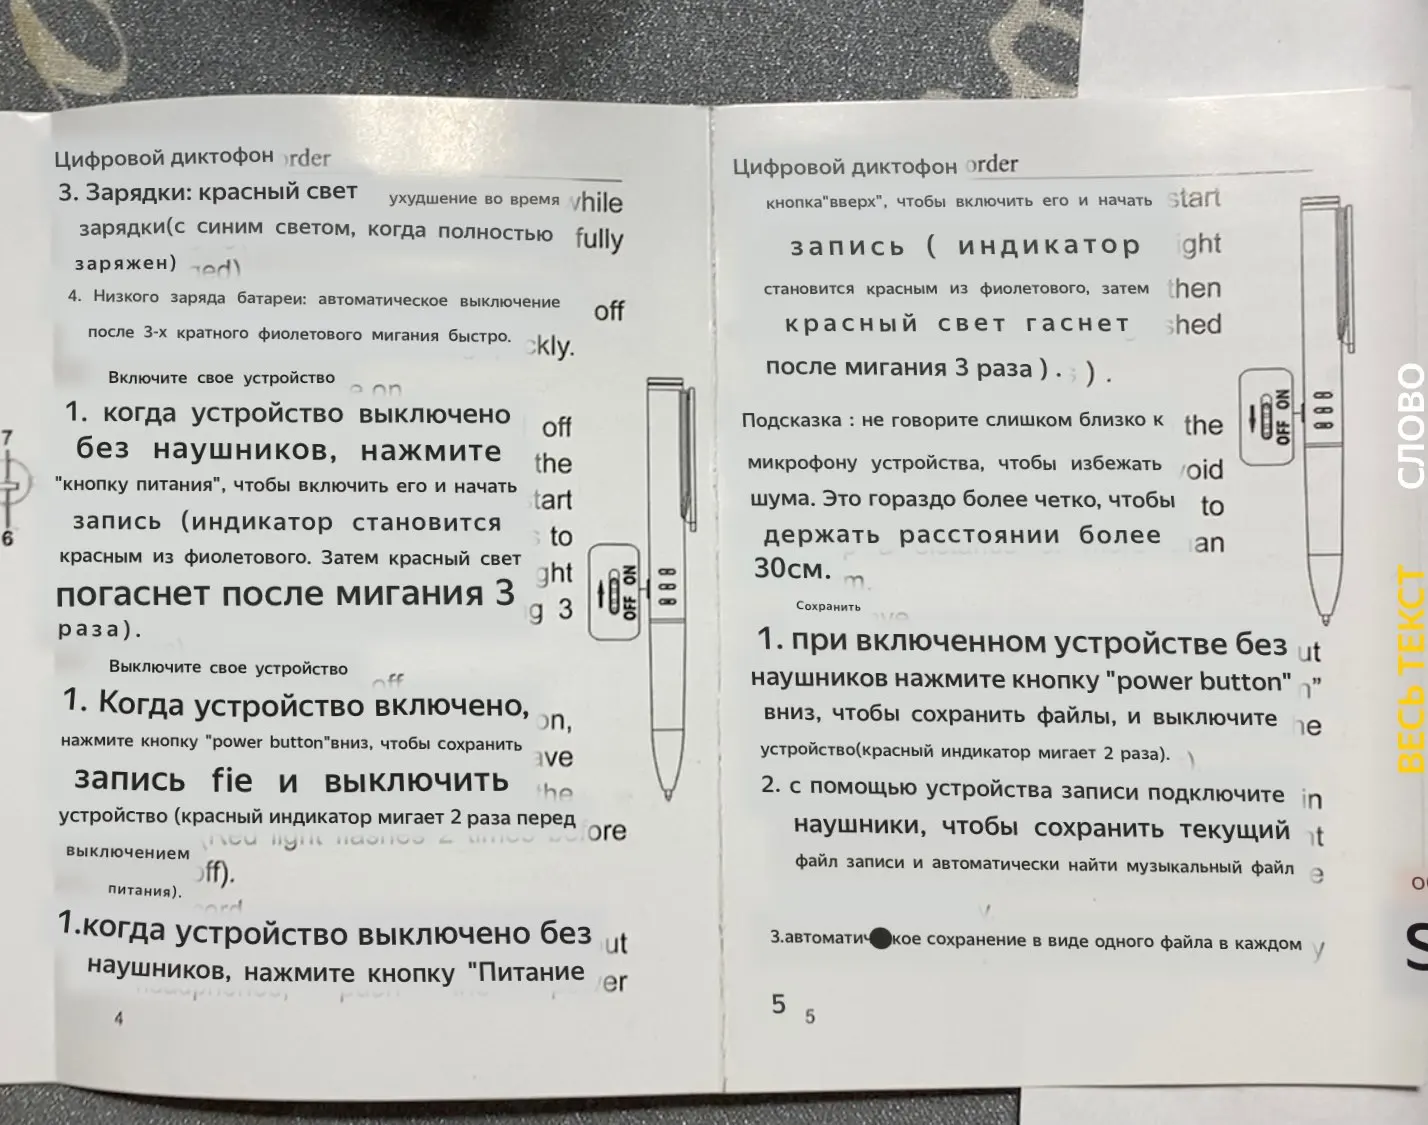 Цифровой диктофон order
3. Зарядки: красный свет ухудшение во время while
зарядки(с синим светом, когда полностью fully
заряжен)
4. Низкого заряда батареи: автоматическое выключение off
после 3-х кратного фиолетового мигания быстро. ckly.
Включите свое устройство
1. когда устройство выключено off
без наушников, нажмите the
"кнопку питания", чтобы включить его и начать tart
запись (индикатор становится to
красным из фиолетового. Затем красный свет ght
погаснет после мигания 3 g 3
раза).
OFF ON
Выключите свое устройство off
1. Когда устройство включено, on,
нажмите кнопку "power button"вниз, чтобы сохранить ave
запись fie и выключить the
устройство (красный индикатор мигает 2 раза перед ore
выключением off).
питания).
1.когда устройство выключено без ut
наушников, нажмите кнопку "Питание er
4
7
6
Цифровой диктофон order
кнопка"вверх", чтобы включить его и начать start
запись ( индикатор ght
становится красным из фиолетового, затем then
красный свет гаснет shed
после мигания 3 раза ) . ) .
OFF ON
Подсказка : не говорите слишком близко к the
микрофону устройства, чтобы избежать oid
шума. Это гораздо более четко, чтобы to
держать расстоянии более an
30см. m.
Сохранить
1. при включенном устройстве без ut
наушников нажмите кнопку "power button" n”
вниз, чтобы сохранить файлы, и выключите he
устройство(красный индикатор мигает 2 раза). )
2. с помощью устройства записи подключите in
наушники, чтобы сохранить текущий t
файл записи и автоматически найти музыкальный файл e
3.автоматическое сохранение в виде одного файла в каждом y
5 5
СЛОВО
ВЕСЬ ТЕКСТ